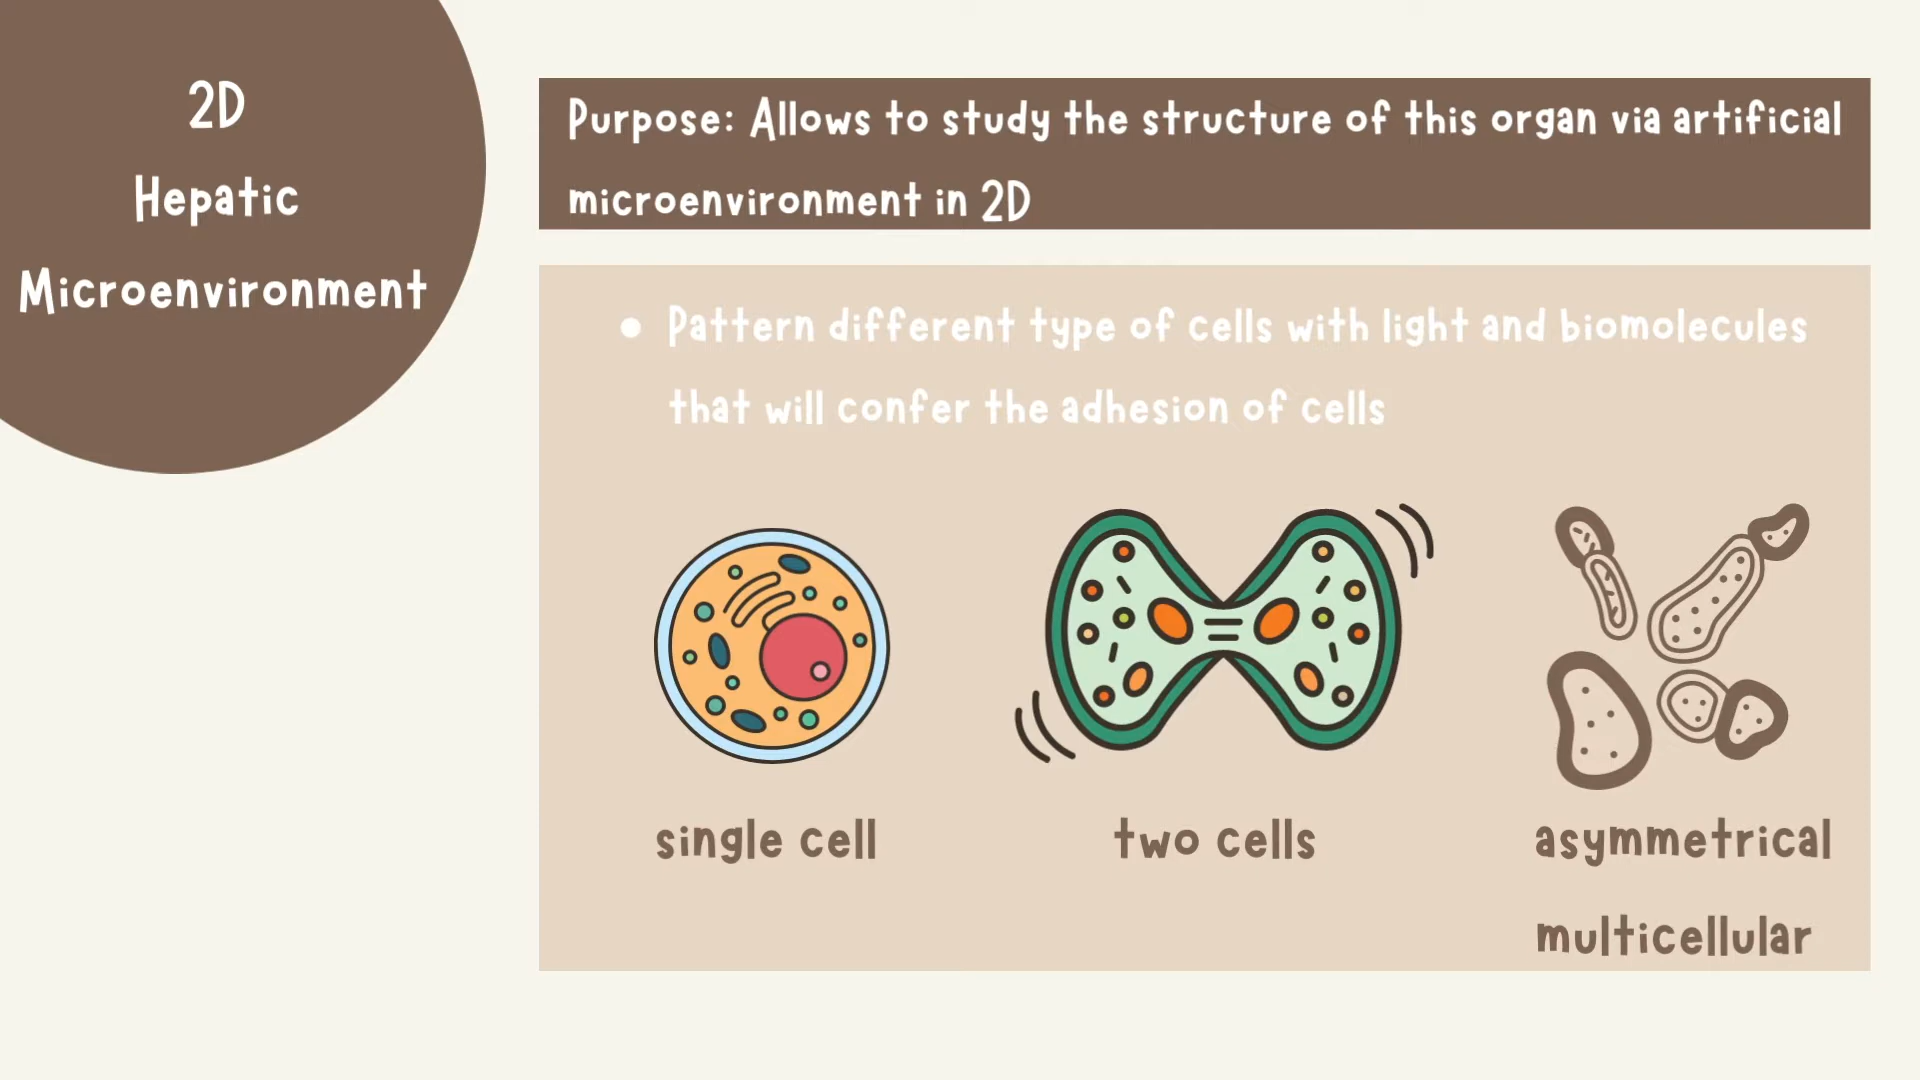 2D
Hepatic
Microenvironment
Purpose: Allows to study the structure of this organ via artificial
microenvironment in 2D
• Pattern different type of cells with light and biomolecules
that will confer the adhesion of cells
single cell
two cells
asymmetrical
multicellular